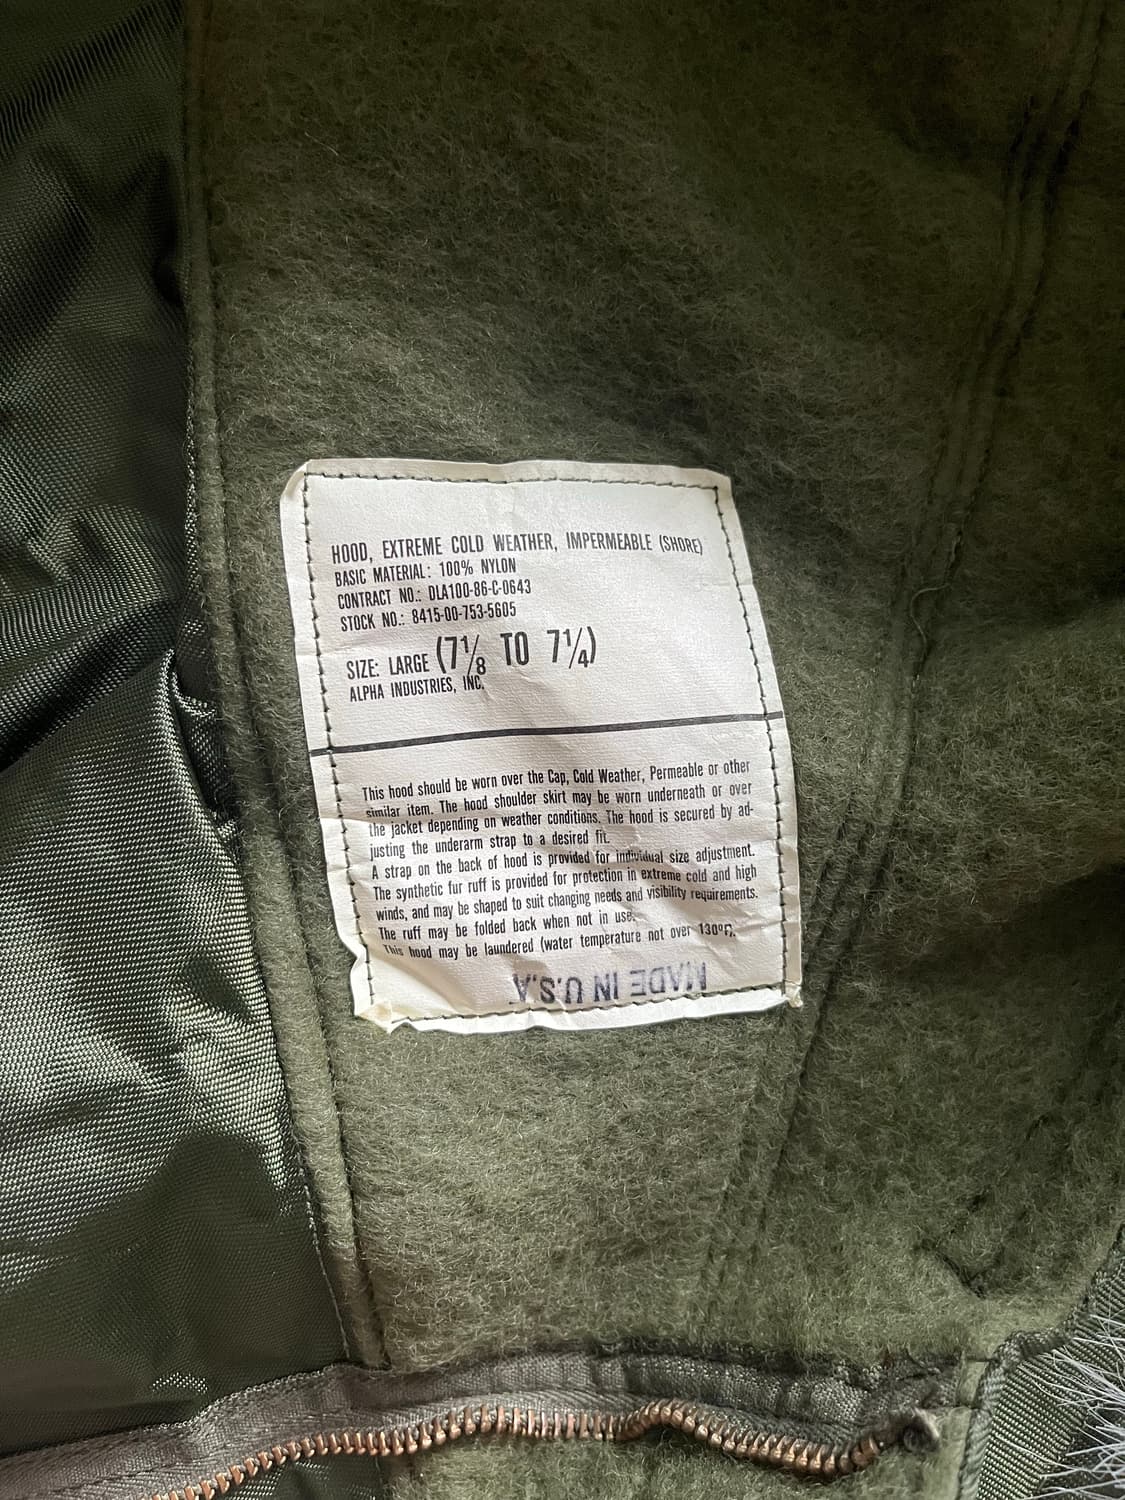 HOOD, EXTREME COLD WEATHER, IMPERMEABLE (SHORE)
BASIC MATERIAL: 100% NYLON
CONTRACT NO.: DLA100-86-C-0643
STOCK NO.: 8415-00-753-5605
SIZE: LARGE (7⅛ TO 7¼)
ALPHA INDUSTRIES, INC.
This hood should be worn over the Cap, Cold Weather, Permeable or other
similar item. The hood shoulder skirt may be worn underneath or over
the jacket depending on weather conditions. The hood is secured by ad-
justing the underarm strap to a desired fit.
A strap on the back of hood is provided for individual size adjustment.
The synthetic fur ruff is provided for protection in extreme cold and high
winds, and may be shaped to suit changing needs and visibility requirements.
The ruff may be folded back when not in use.
This hood may be laundered (water temperature not over 130°F).
MADE IN U.S.A.